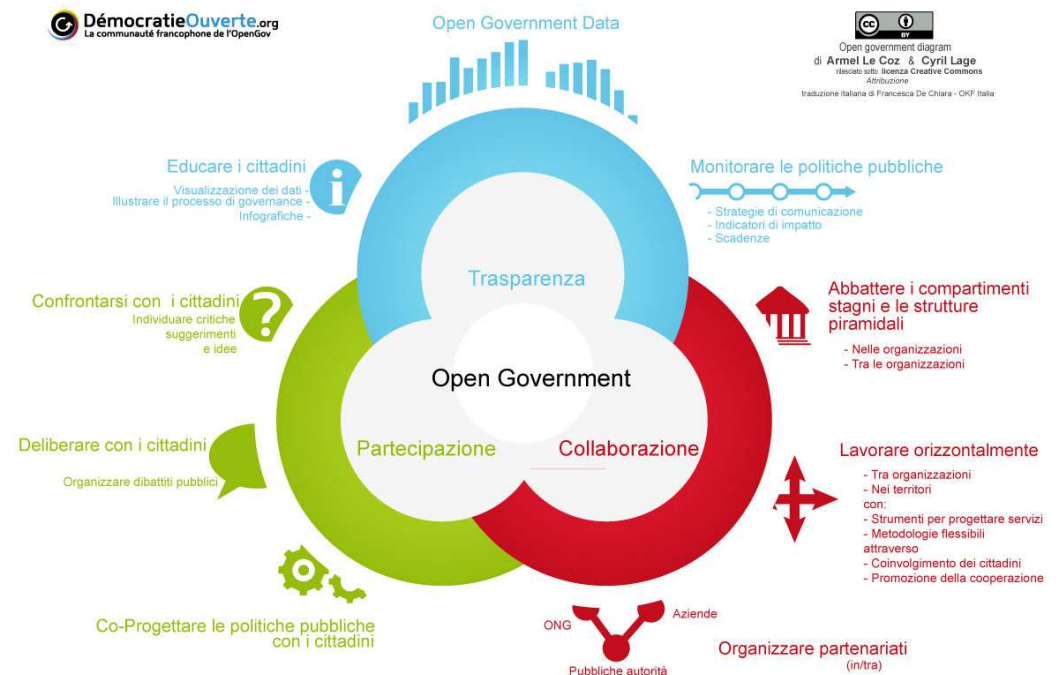 DémocratieOuverte.org
La communauté francophone de l'OpenGov
Open Government Data
cc
BY
Open government diagram
di Armel Le Coz & Cyril Lage
rilasciato sotto licenza Creative Commons
Attribuzione
traduzione italiana di Francesca De Chiara - OKF Italia
Educare i cittadini
Visualizzazione dei dati -
Illustrare il processo di governance -
Infografiche -
i
Monitorare le politiche pubbliche
- Strategie di comunicazione
- Indicatori di impatto
- Scadenze
Trasparenza
Confrontarsi con i cittadini
Individuare critiche
suggerimenti
e idee
?
Abbattere i compartimenti
stagni e le strutture
piramidali
- Nelle organizzazioni
- Tra le organizzazioni
Open Government
Partecipazione
Collaborazione
Deliberare con i cittadini
Organizzare dibattiti pubblici
Lavorare orizzontalmente
- Tra organizzazioni
- Nei territori
con:
- Strumenti per progettare servizi
- Metodologie flessibili
attraverso
- Coinvolgimento dei cittadini
- Promozione della cooperazione
Co-Progettare le politiche pubbliche
con i cittadini
ONG
Aziende
Pubbliche autorità
Organizzare partenariati
(in/tra)